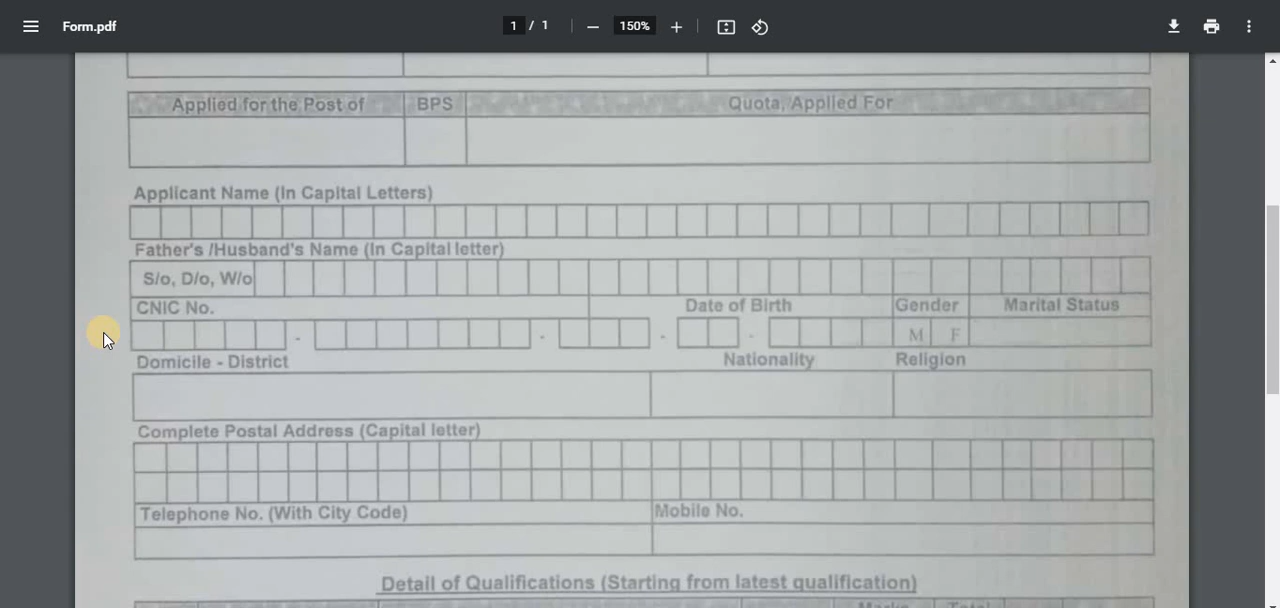 Form.pdf
1 / 1
150%
Applied for the Post of BPS Quota, Applied For
Applicant Name (In Capital Letters)
Father's /Husband's Name (In Capital letter)
S/o, D/o, W/o
CNIC No. Date of Birth Gender Marital Status
- - - - M F
Domicile - District Nationality Religion
Complete Postal Address (Capital letter)
Telephone No. (With City Code) Mobile No.
Detail of Qualifications (Starting from latest qualification)
Marks Total